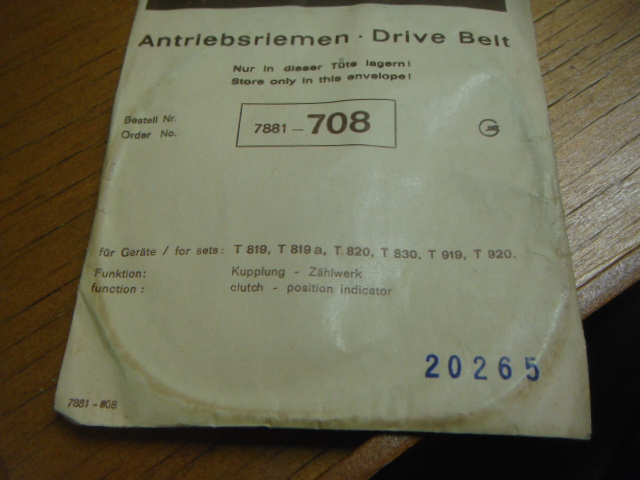 Antriebsriemen · Drive Belt
Nur in dieser Tüte lagern!
Store only in this envelope!
Bestell Nr.
Order No.
7881 – 708
für Geräte / for sets: T 819, T 819 a, T 820, T 830, T 919, T 920.
Funktion: Kupplung - Zählwerk
function : clutch - position indicator
20265
7881 - 808